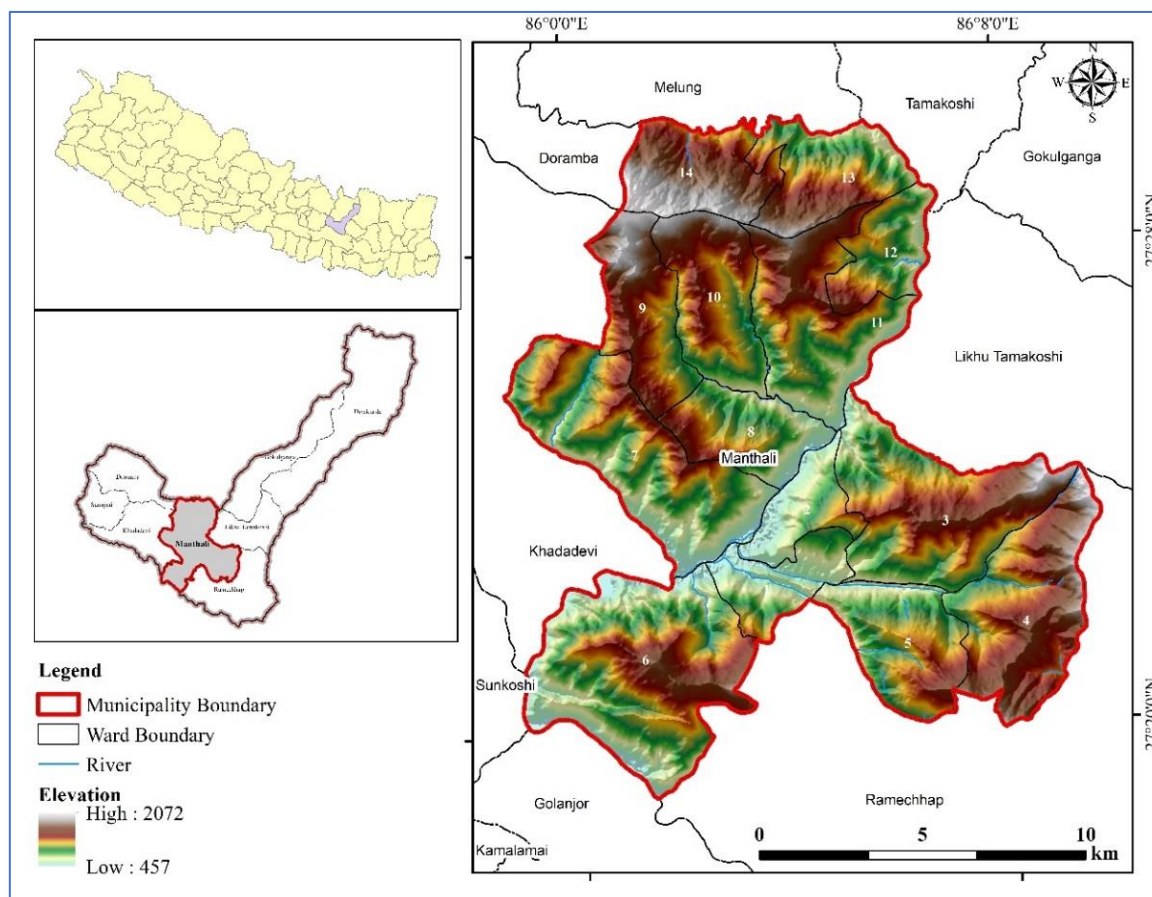 86°0'0"E
86°8'0"E
N
W
E
S
Melung
Tamakoshi
Doramba
Gokulganga
14
13
12
9
10
11
Likhu Tamakoshi
8
7
Manthali
2
3
Khadadevi
4
5
6
Sunkoshi
Golanjor
Ramechhap
Kamalamai
0
5
10
km
Manthali
Ramechhap
Legend
Municipality Boundary
Ward Boundary
River
Elevation
High : 2072
Low : 457